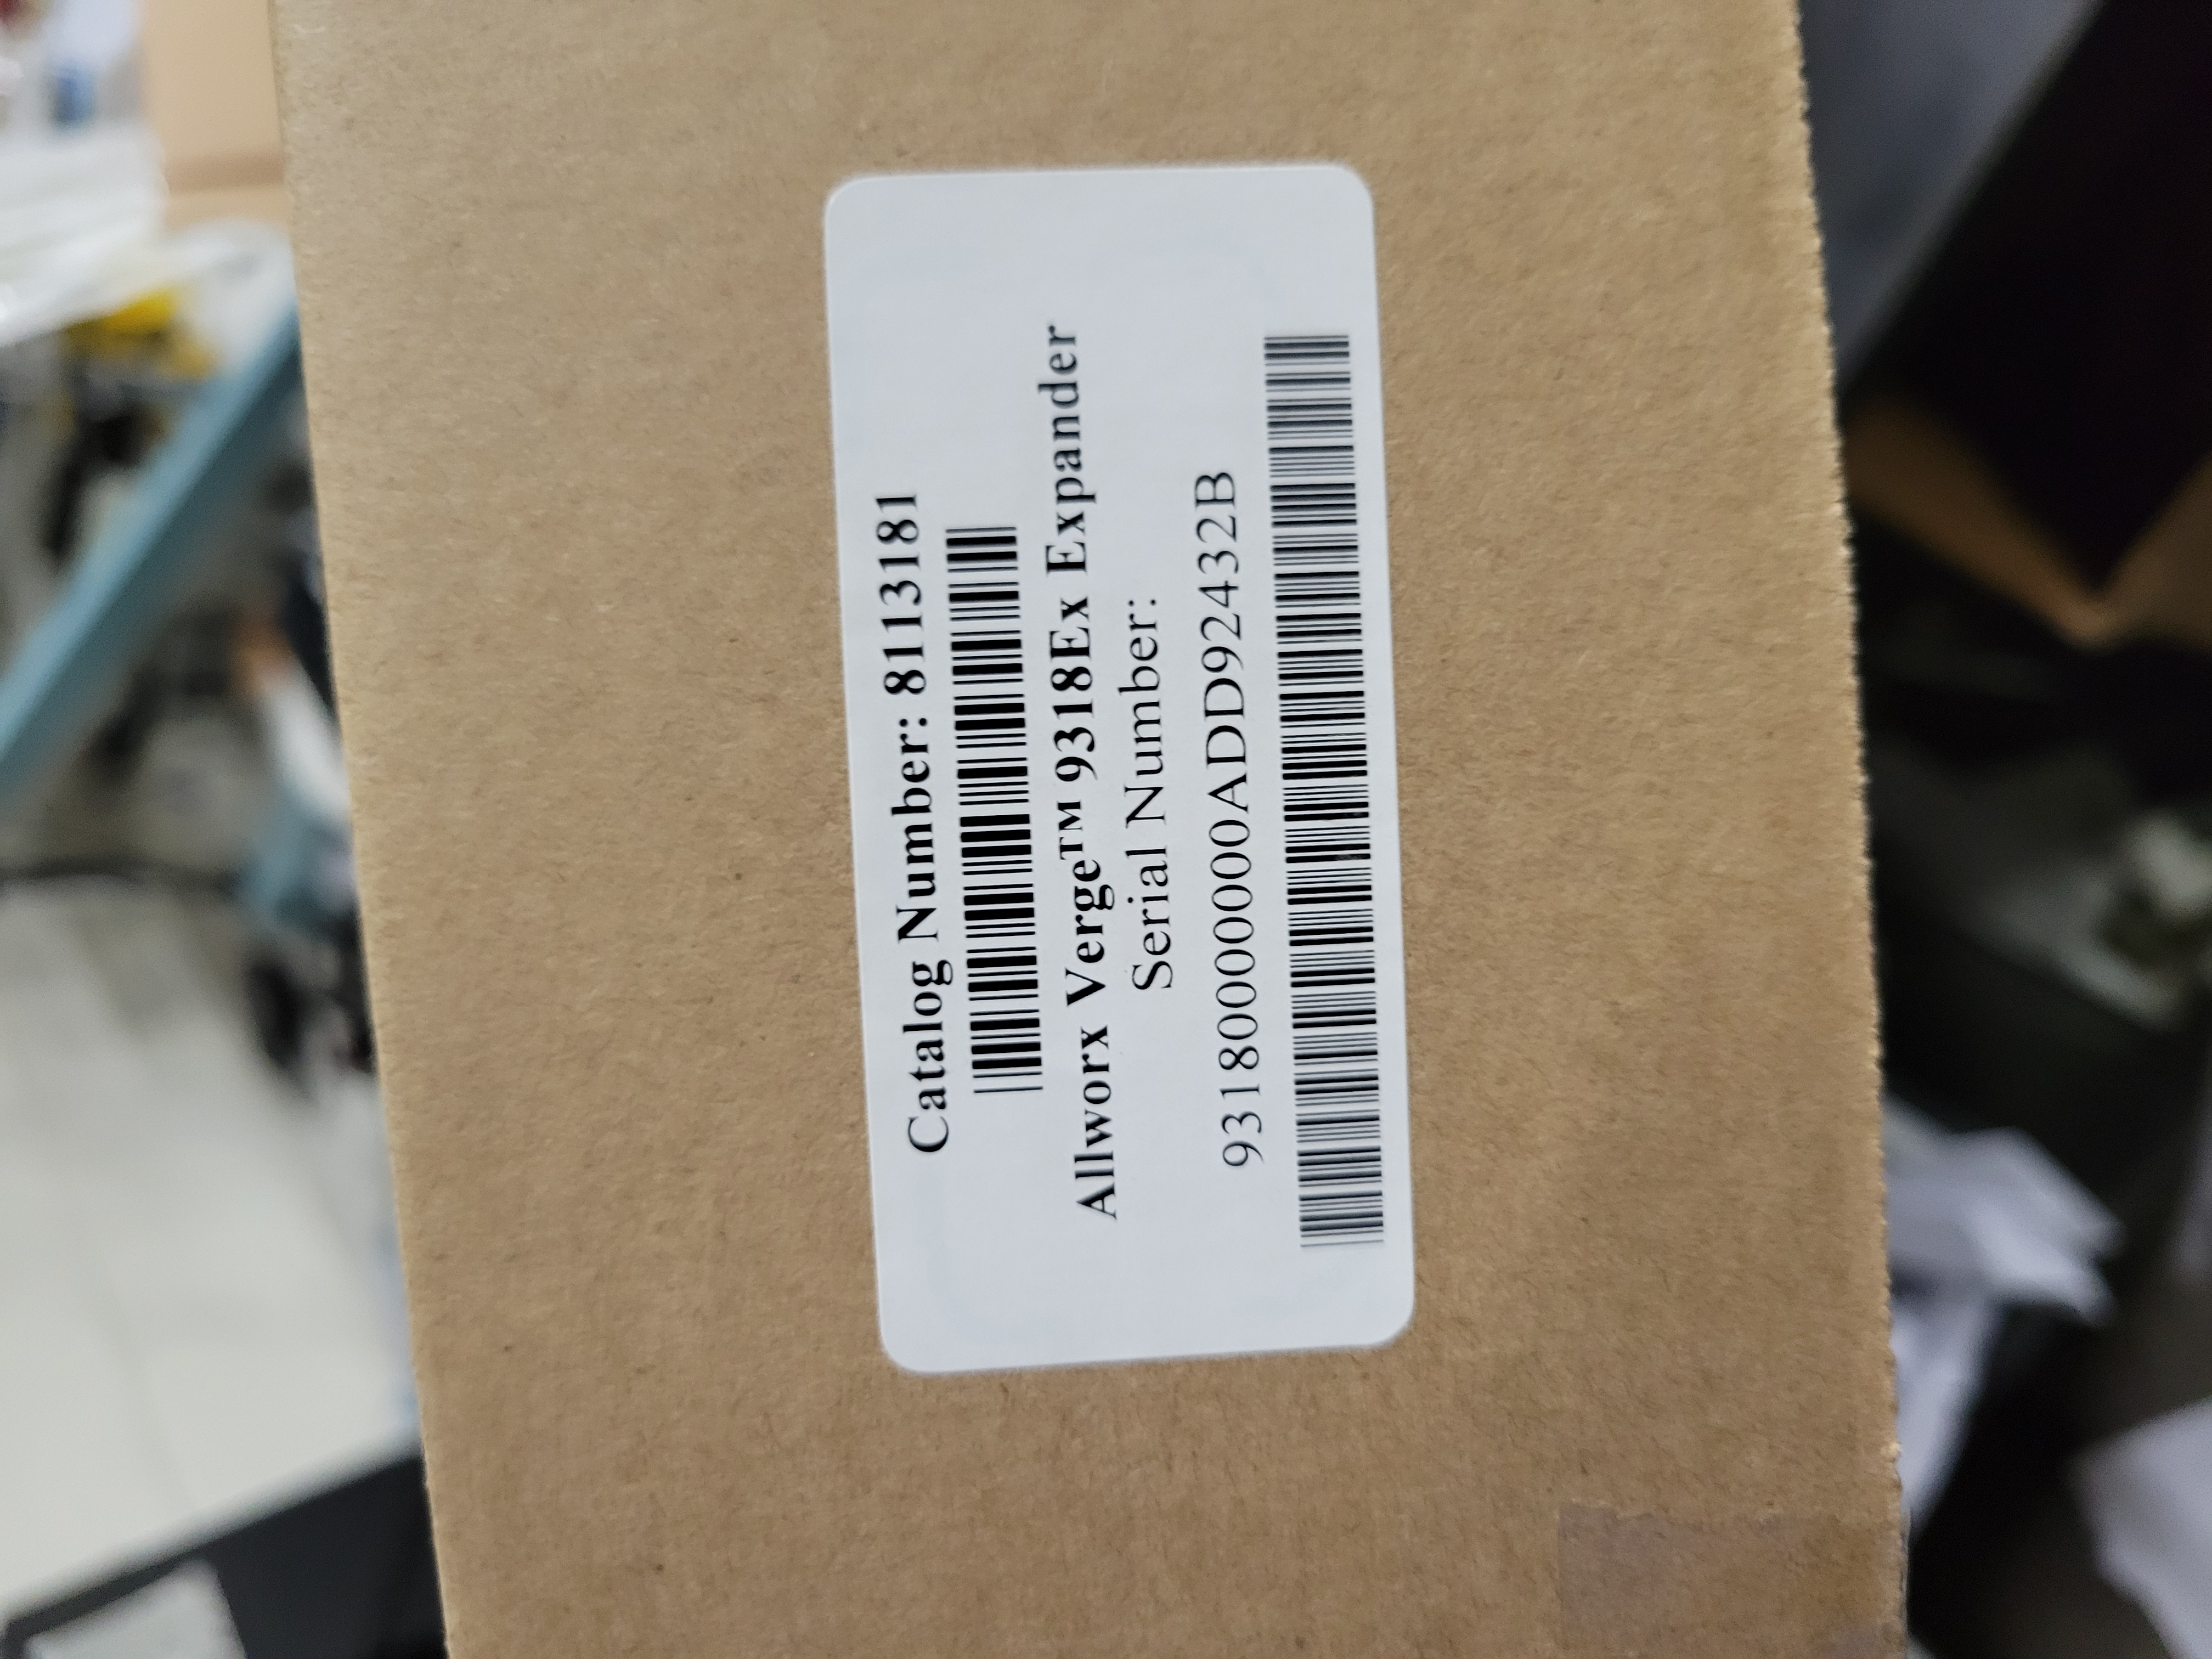 Catalog Number: 8113181
Allworx Verge™ 9318Ex Expander
Serial Number:
93180000000ADD92432B